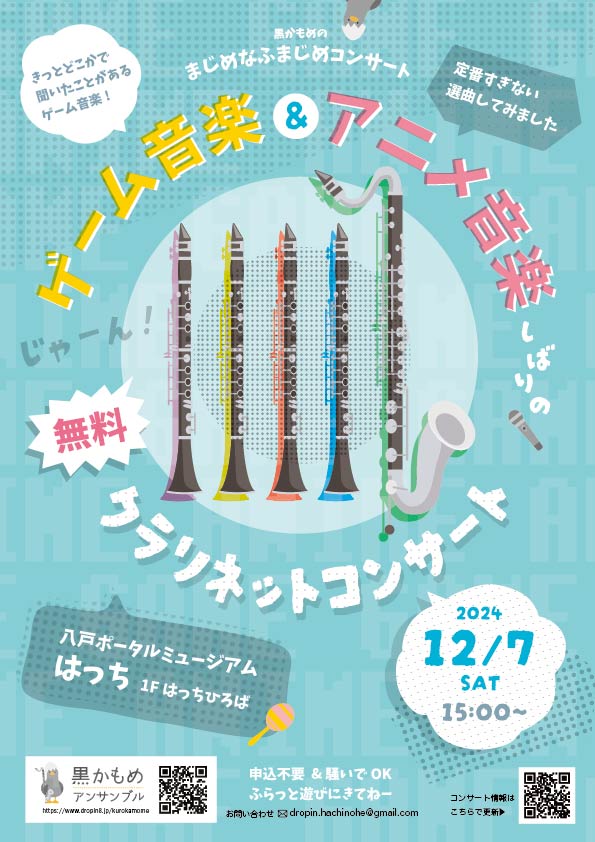 黒かもめの
まじめなふまじめコンサート
きっとどこかで
聞いたことがある
ゲーム音楽！
定番すぎない
選曲してみました
ゲーム音楽 & アニメ音楽
しばりの
じゃーん！
無料
クラリネットコンサート
八戸ポータルミュージアム
はっち 1F はっちひろば
2024
12/7
SAT
15:00~
黒かもめ
アンサンブル
https://www.dropin8.jp/kurokamome
申込不要 & 騒いで OK
ふらっと遊びにきてねー
お問い合わせ dropin.hachinohe@gmail.com
コンサート情報は
こちらで更新▶